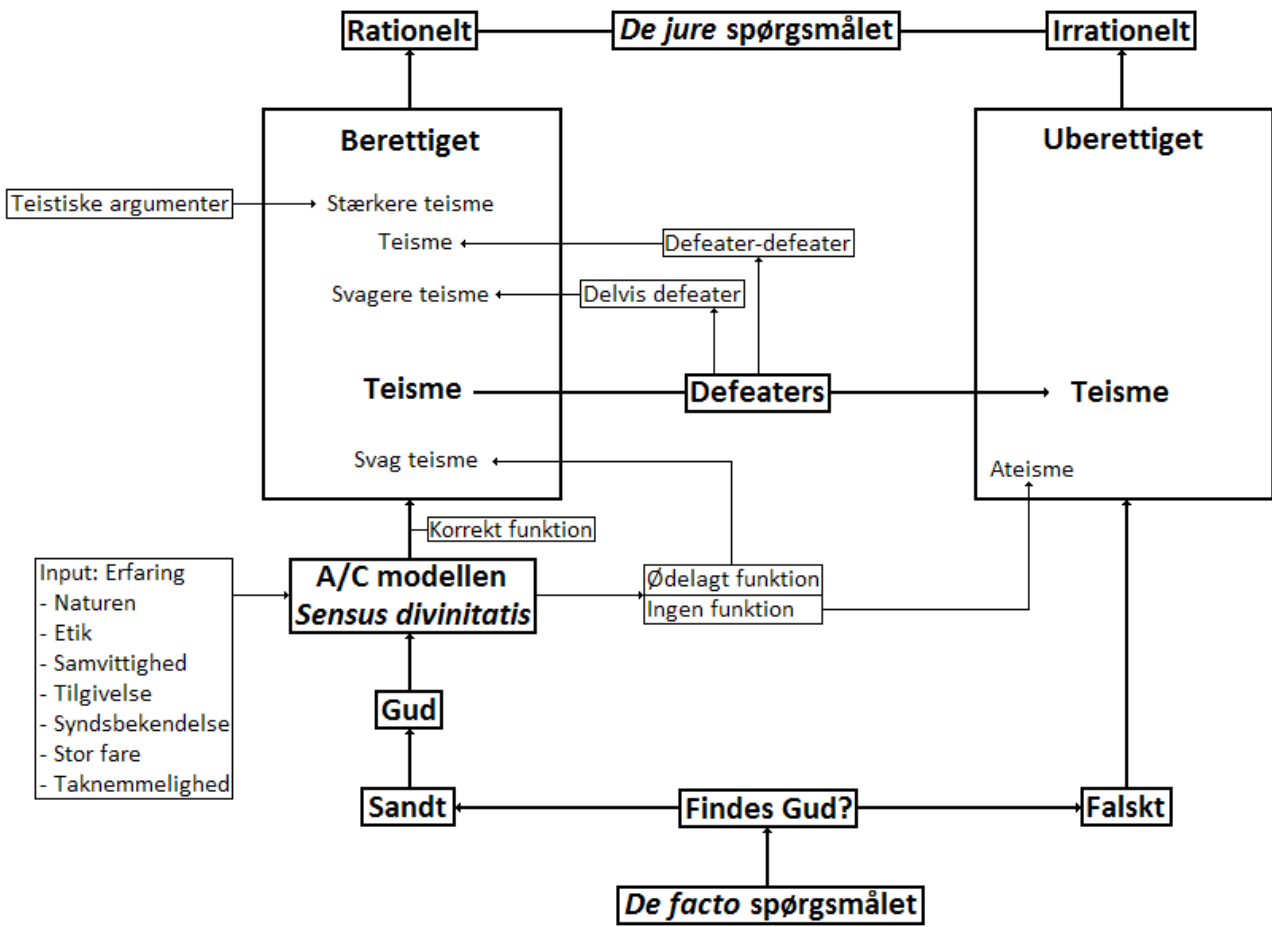 Rationelt
De jure spørgsmålet
Irrationelt
Berettiget
Uberettiget
Teistiske argumenter
Stærkere teisme
Teisme
Defeater-defeater
Svagere teisme
Delvis defeater
Teisme
Defeaters
Teisme
Svag teisme
Ateisme
Korrekt funktion
Input: Erfaring
- Naturen
- Etik
- Samvittighed
- Tilgivelse
- Syndsbekendelse
- Stor fare
- Taknemmelighed
A/C modellen
Sensus divinitatis
Ødelagt funktion
Ingen funktion
Gud
Sandt
Findes Gud?
Falskt
De facto spørgsmålet